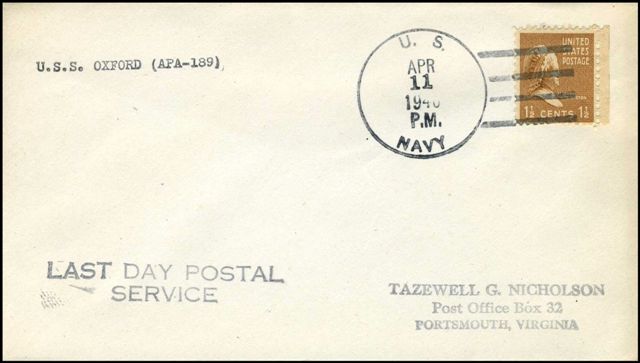 U.S.S. OXFORD (APA-189)
U. S.
APR
11
1946
P.M.
NAVY
UNITED
STATES
POSTAGE
1½ CENTS 1½
LAST DAY POSTAL
SERVICE
TAZEWELL G. NICHOLSON
Post Office Box 32
PORTSMOUTH, VIRGINIA